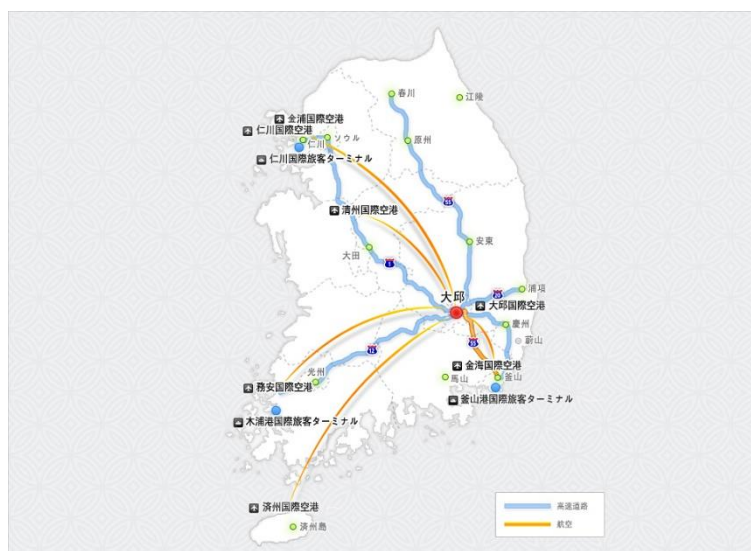 春川
江陵
金浦国際空港
仁川国際空港
ソウル
仁川
原州
仁川国際旅客ターミナル
55
清州国際空港
安東
大田
1
浦項
20
大邱
大邱国際空港
慶州
蔚山
55
12
金海国際空港
光州
馬山
釜山
務安国際空港
釜山港国際旅客ターミナル
木浦港国際旅客ターミナル
済州国際空港
済州島
高速道路
航空